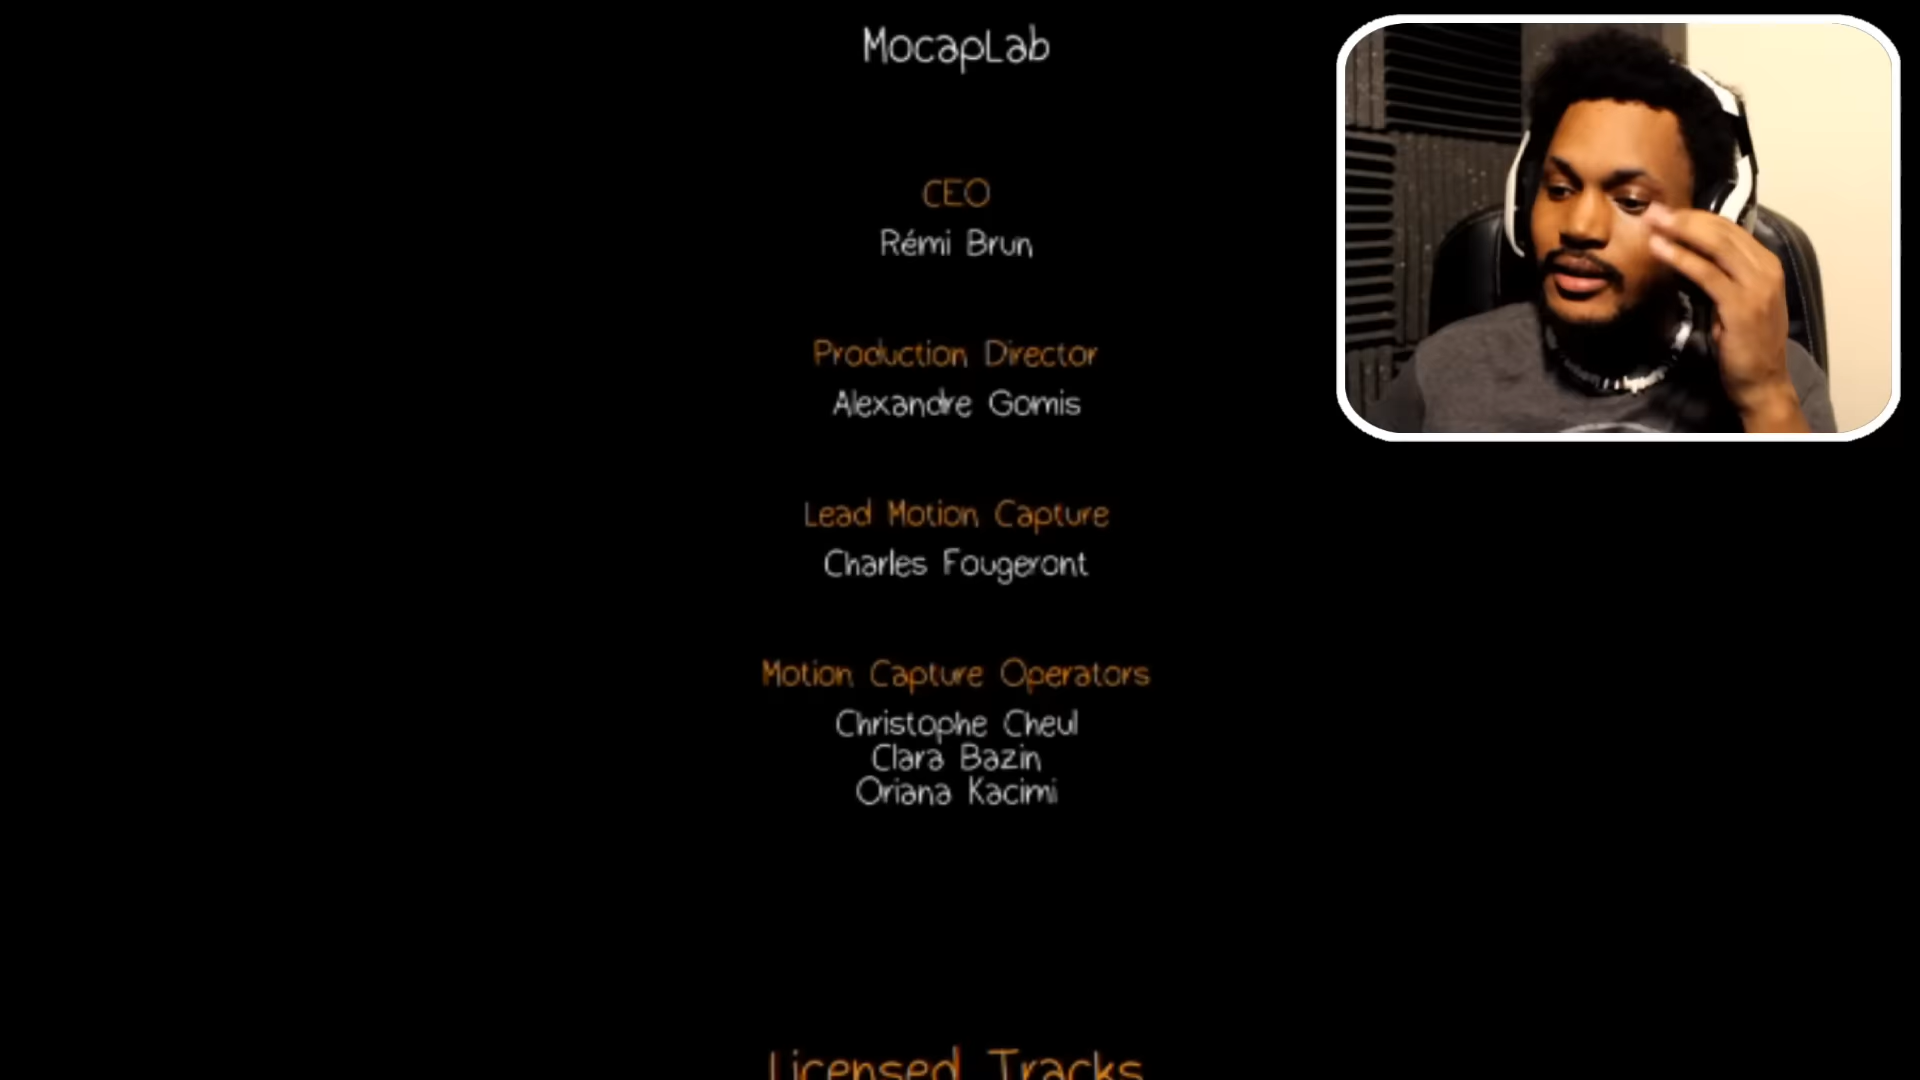 MocapLab
CEO
Rémi Brun
Production Director
Alexandre Gomis
Lead Motion Capture
Charles Fougeront
Motion Capture Operators
Christophe Cheul
Clara Bazin
Oriana Kacimi
Licensed Tracks